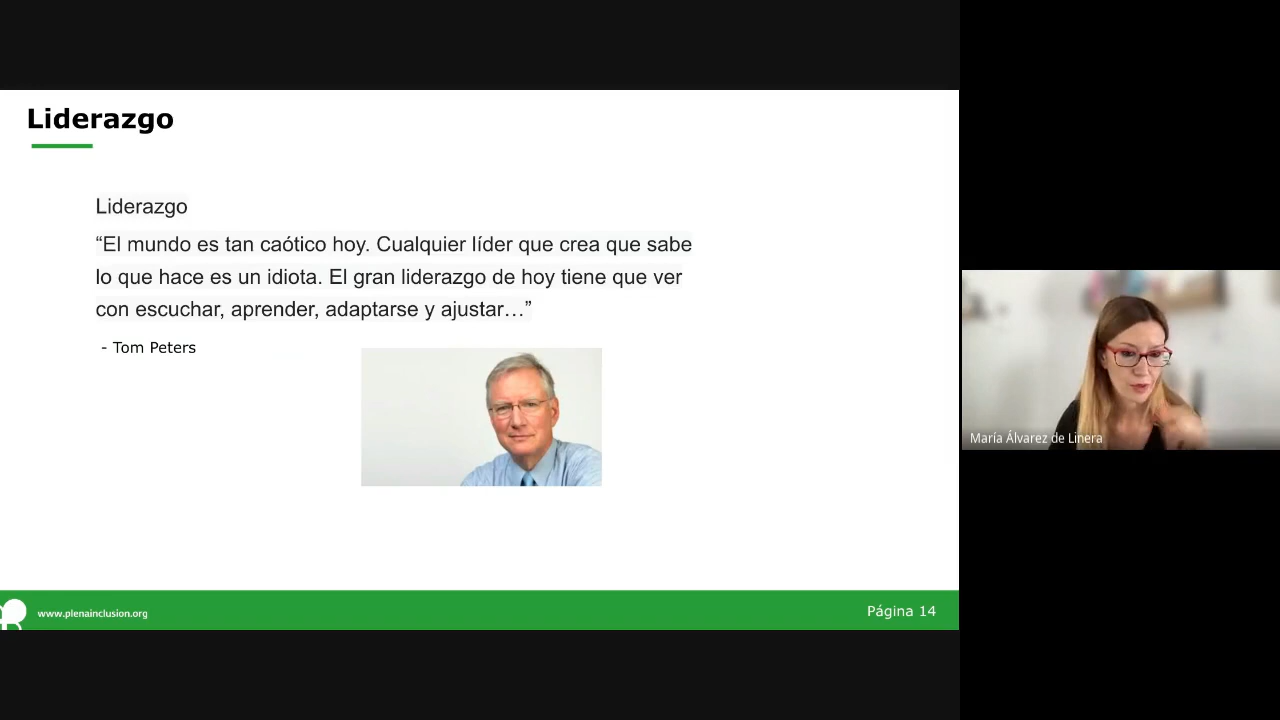 Liderazgo
Liderazgo
“El mundo es tan caótico hoy. Cualquier líder que crea que sabe
lo que hace es un idiota. El gran liderazgo de hoy tiene que ver
con escuchar, aprender, adaptarse y ajustar…”
- Tom Peters
María Álvarez de Linera
www.plenainclusion.org
Página 14